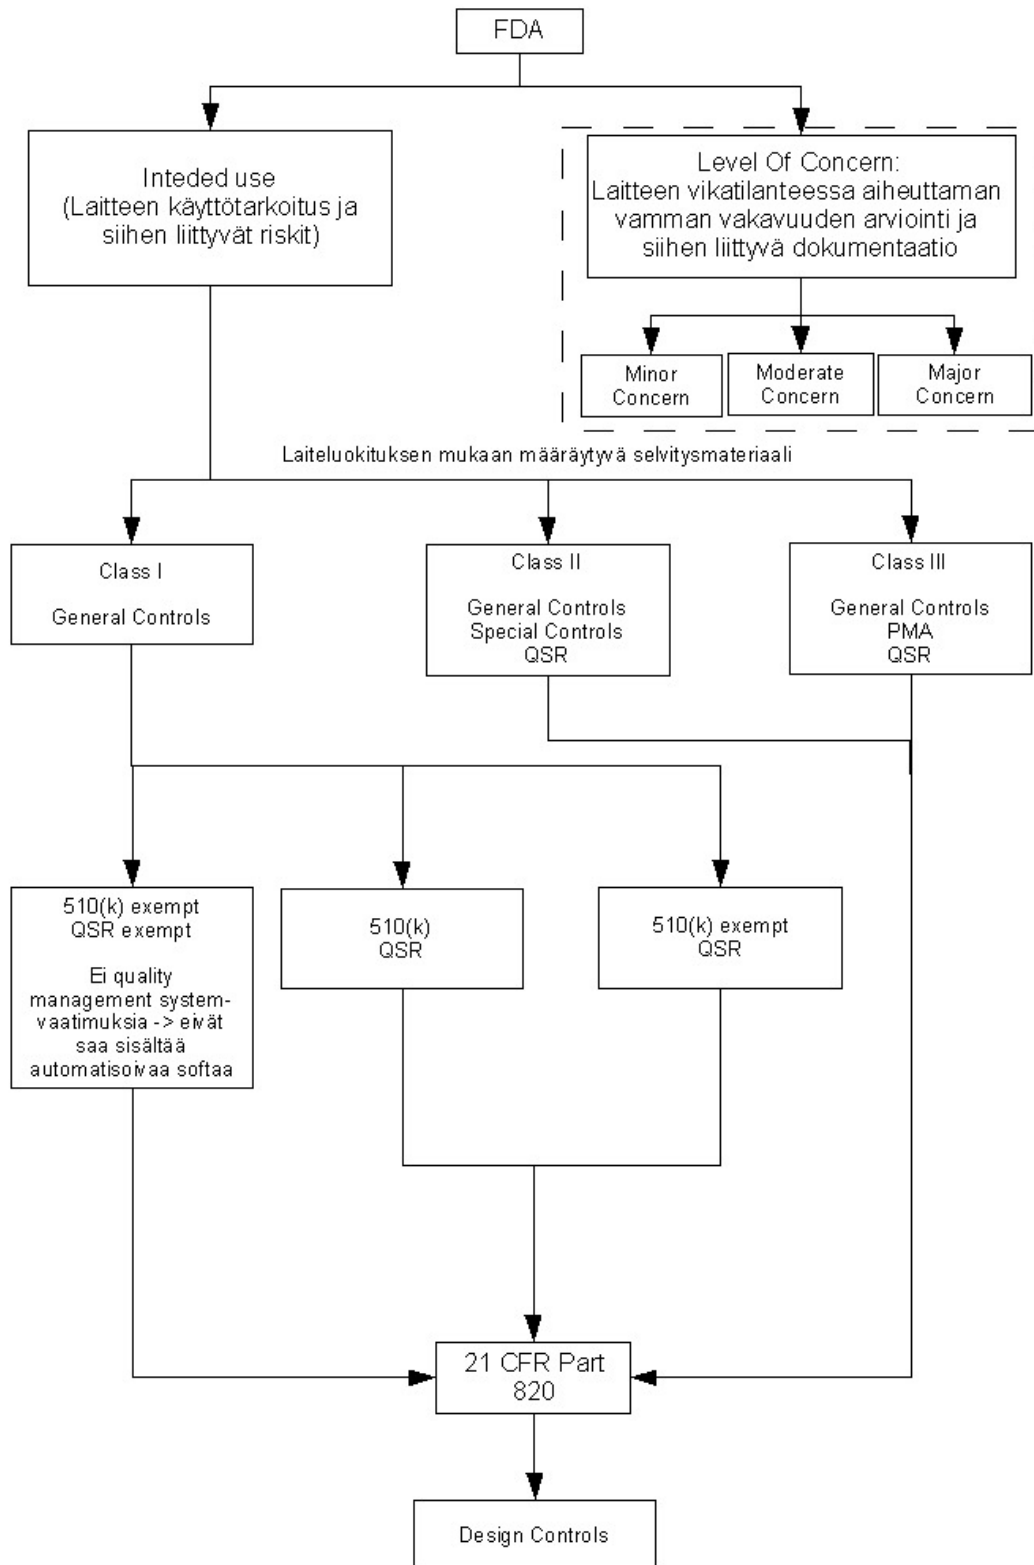 FDA
Inteded use
(Laitteen käyttötarkoitus ja
siihen liittyvät riskit)
Level Of Concern:
Laitteen vikatilanteessa aiheuttaman
vamman vakavuuden arviointi ja
siihen liittyvä dokumentaatio
Minor
Concern
Moderate
Concern
Major
Concern
Laiteluokituksen mukaan määräytyvä selvitysmateriaali
Class I
General Controls
Class II
General Controls
Special Controls
QSR
Class III
General Controls
PMA
QSR
510(k) exempt
QSR exempt
Ei quality
management system-
vaatimuksia -> eivät
saa sisältää
automatisoivaa softaa
510(k)
QSR
510(k) exempt
QSR
21 CFR Part
820
Design Controls